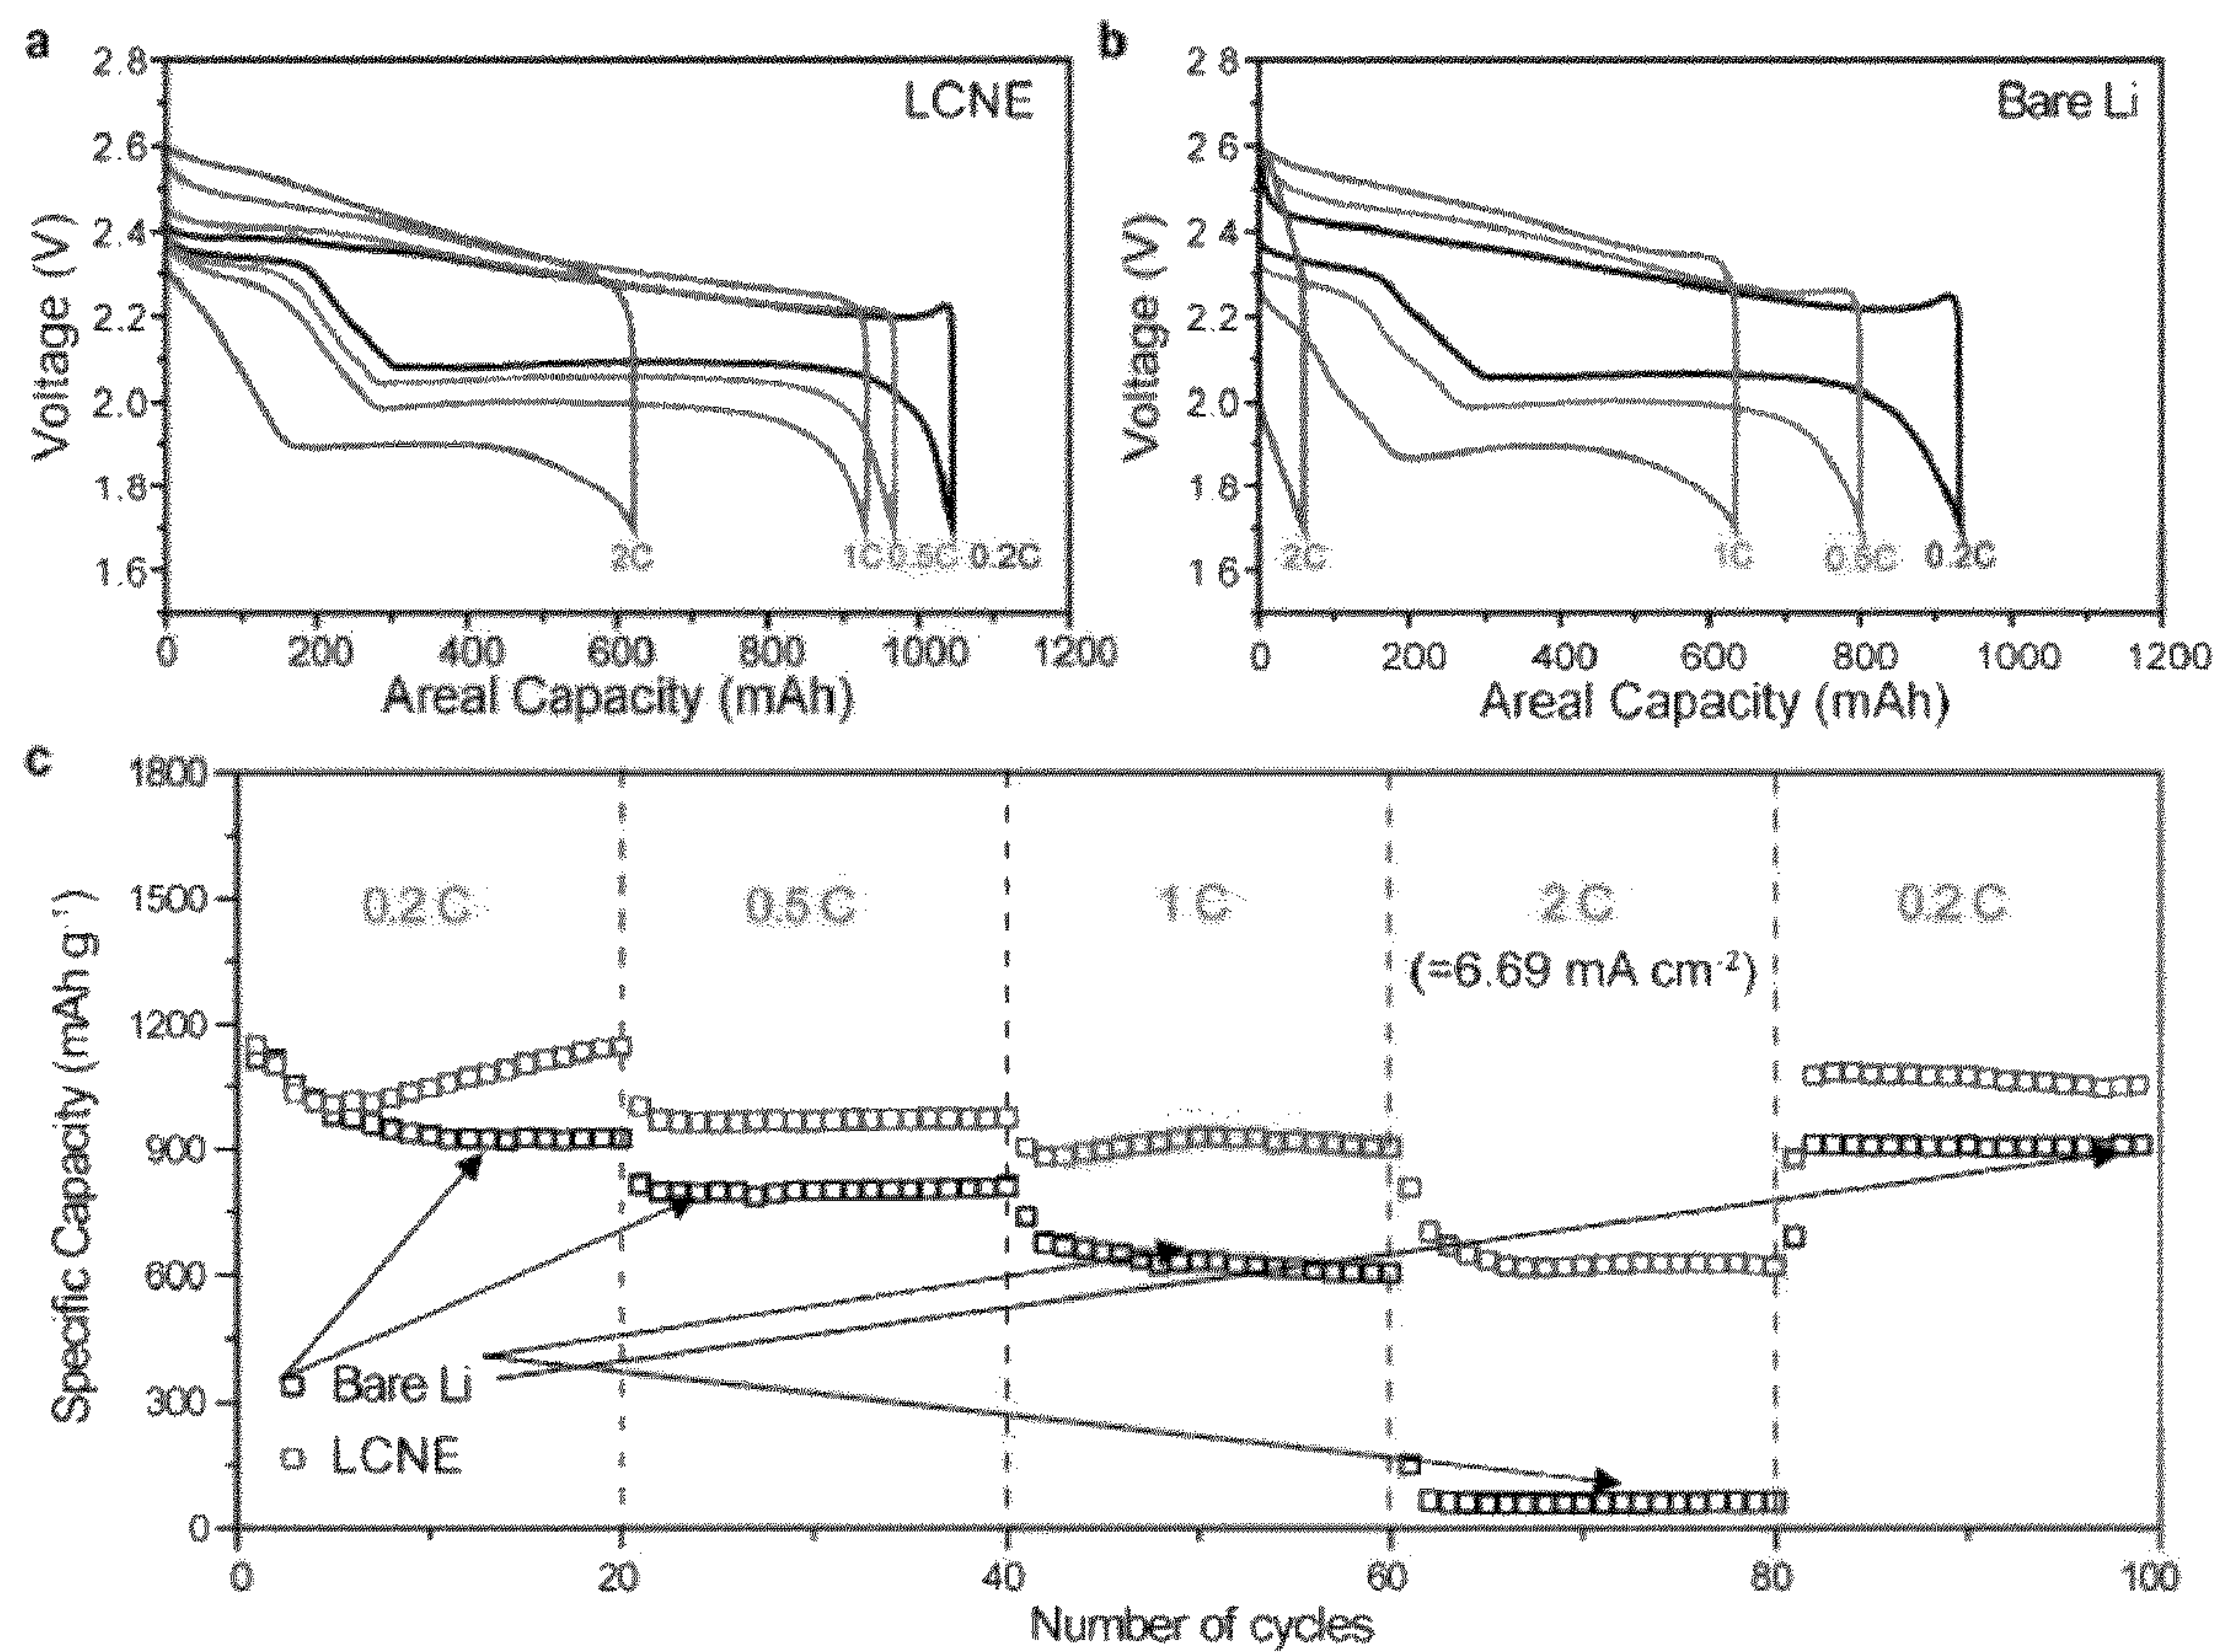 a
2.8
2.6
2.4
2.2
2.0
1.8
1.6
Voltage (V)
LCNE
2C
1C
0.5C
0.2C
0
200
400
600
800
1000
1200
Areal Capacity (mAh)
b
2 8
2 6
2 4
2.2
2.0
1.8
1 6
Voltage (V)
Bare Li
2C
1C
0.5C
0.2C
0
200
400
600
800
1000
1200
Areal Capacity (mAh)
c
1800
1500
1200
900
600
300
0
Specific Capacity (mAh g⁻¹)
0.2 C
0.5 C
1 C
2 C
(=6.69 mA cm⁻²)
0.2 C
Bare Li
LCNE
0
20
40
60
80
100
Number of cycles